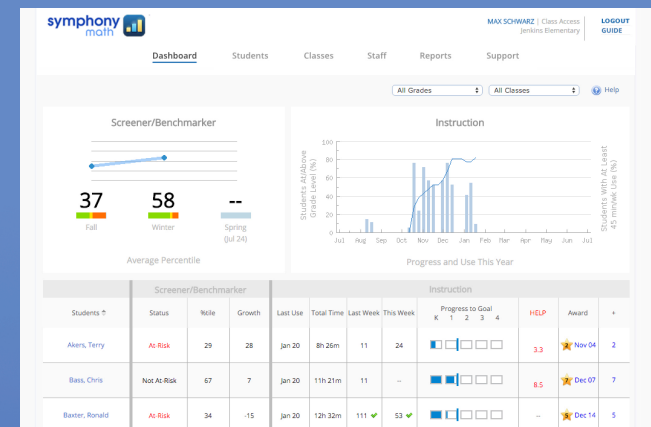 symphony
math
MAX SCHWARZ | Class Access
Jenkins Elementary
LOGOUT
GUIDE
Dashboard Students Classes Staff Reports Support
All Grades All Classes Help
Screener/Benchmarker
37 58 --
Fall Winter Spring
(Jul 24)
Average Percentile
Instruction
Students At/Above
Grade Level (%)
100
80
60
40
20
0
Jul Aug Sep Oct Nov Dec Jan Feb Mar Apr May Jun Jul
Students With At Least
45 min/wk Use (%)
Progress and Use This Year
Screener/Benchmarker Instruction
Students Status %tile Growth Last Use Total Time Last Week This Week Progress to Goal HELP Award +
K 1 2 3 4
Akers, Terry At-Risk 29 28 Jan 20 8h 26m 11 24 3.3 2 Nov 04 2
Bass, Chris Not At-Risk 67 7 Jan 20 11h 21m 11 -- 8.5 7 Dec 07 7
Baxter, Ronald At-Risk 34 -15 Jan 20 12h 32m 111 53 -- 5 Dec 14 5